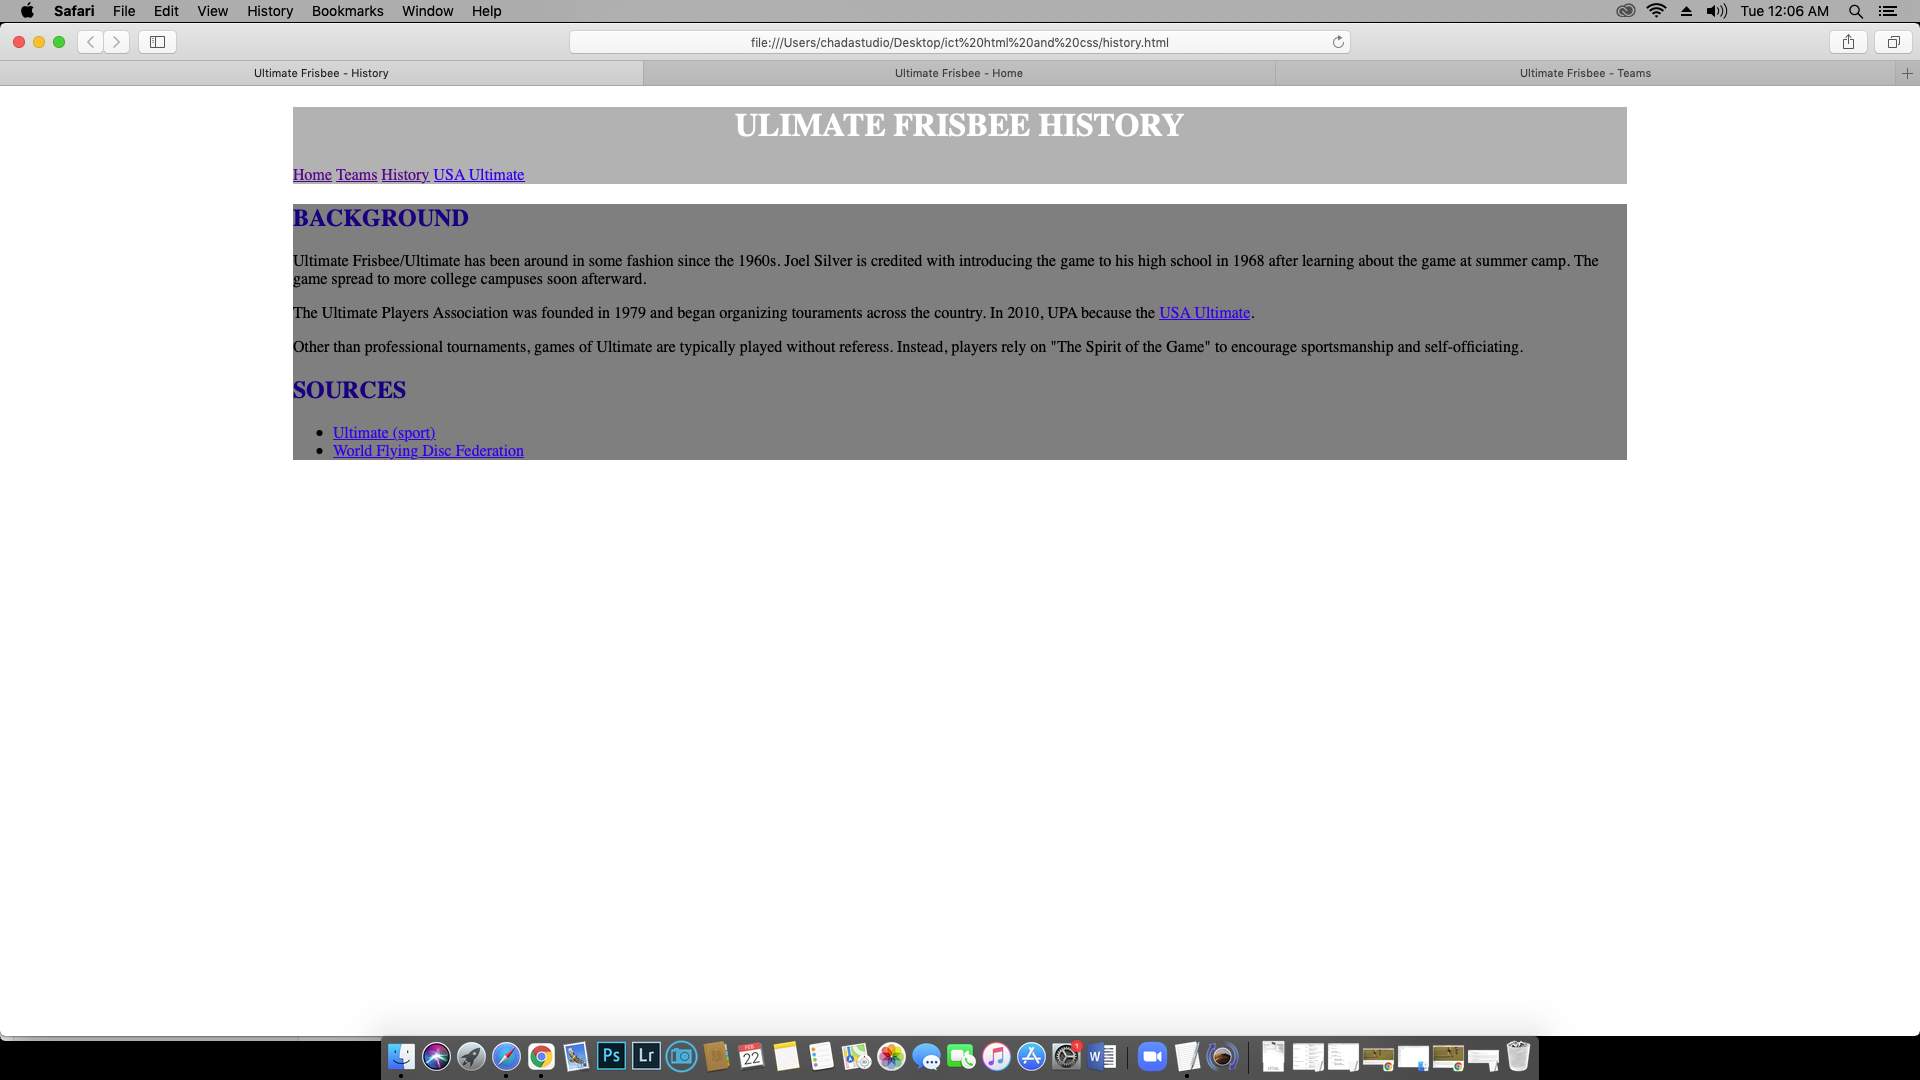 Safari File Edit View History Bookmarks Window Help Tue 12:06 AM
file:///Users/chadastudio/Desktop/ict%20html%20and%20css/history.html
Ultimate Frisbee - History Ultimate Frisbee - Home Ultimate Frisbee - Teams
ULIMATE FRISBEE HISTORY
Home Teams History USA Ultimate
BACKGROUND
Ultimate Frisbee/Ultimate has been around in some fashion since the 1960s. Joel Silver is credited with introducing the game to his high school in 1968 after learning about the game at summer camp. The
game spread to more college campuses soon afterward.
The Ultimate Players Association was founded in 1979 and began organizing touraments across the country. In 2010, UPA because the USA Ultimate.
Other than professional tournaments, games of Ultimate are typically played without referess. Instead, players rely on "The Spirit of the Game" to encourage sportsmanship and self-officiating.
SOURCES
Ultimate (sport)
World Flying Disc Federation
Ps Lr FEB 22 1 W